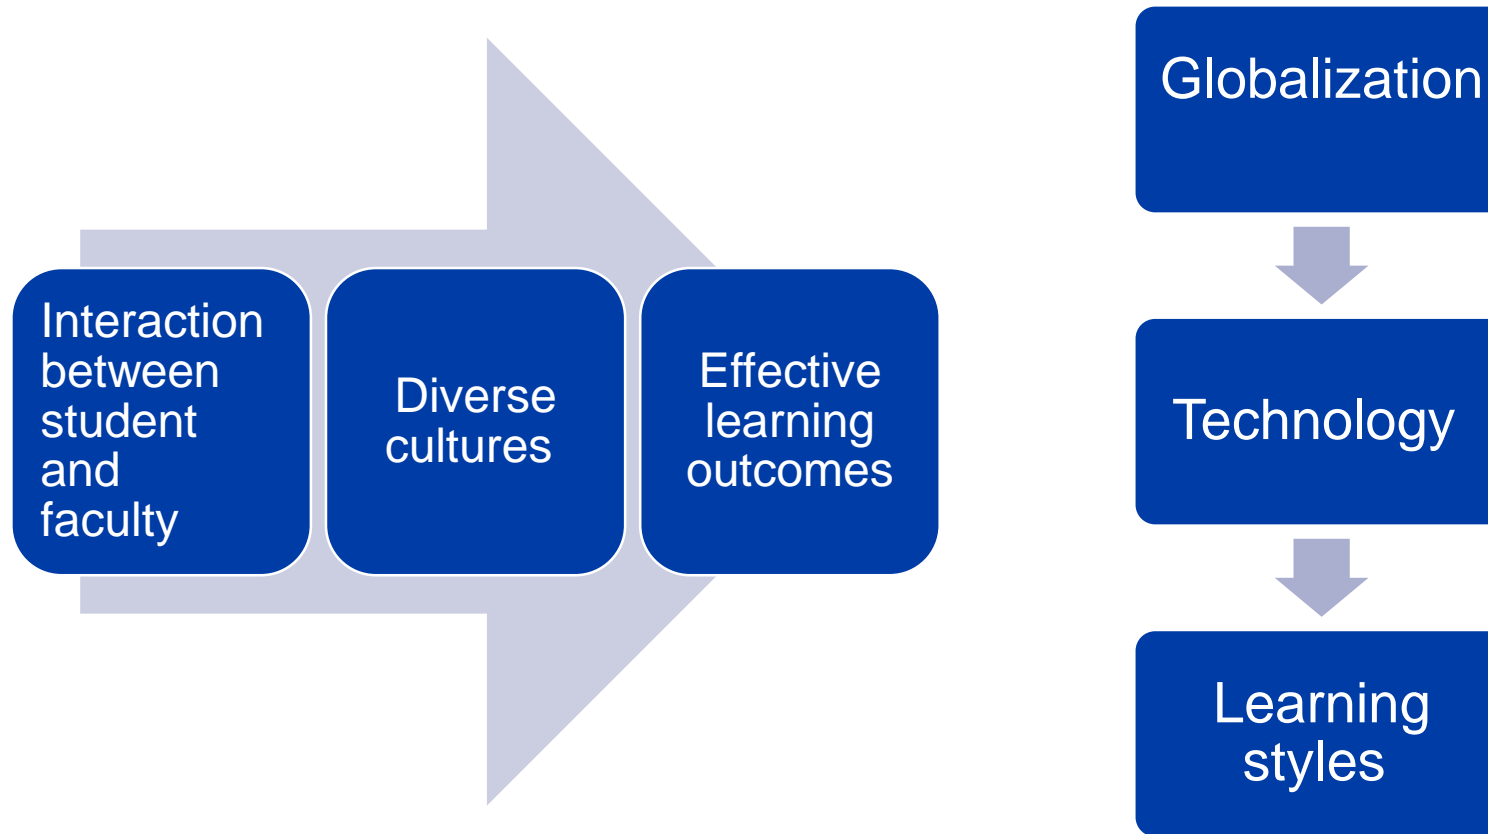 Interaction
between
student
and
faculty
Diverse
cultures
Effective
learning
outcomes
Globalization
Technology
Learning
styles